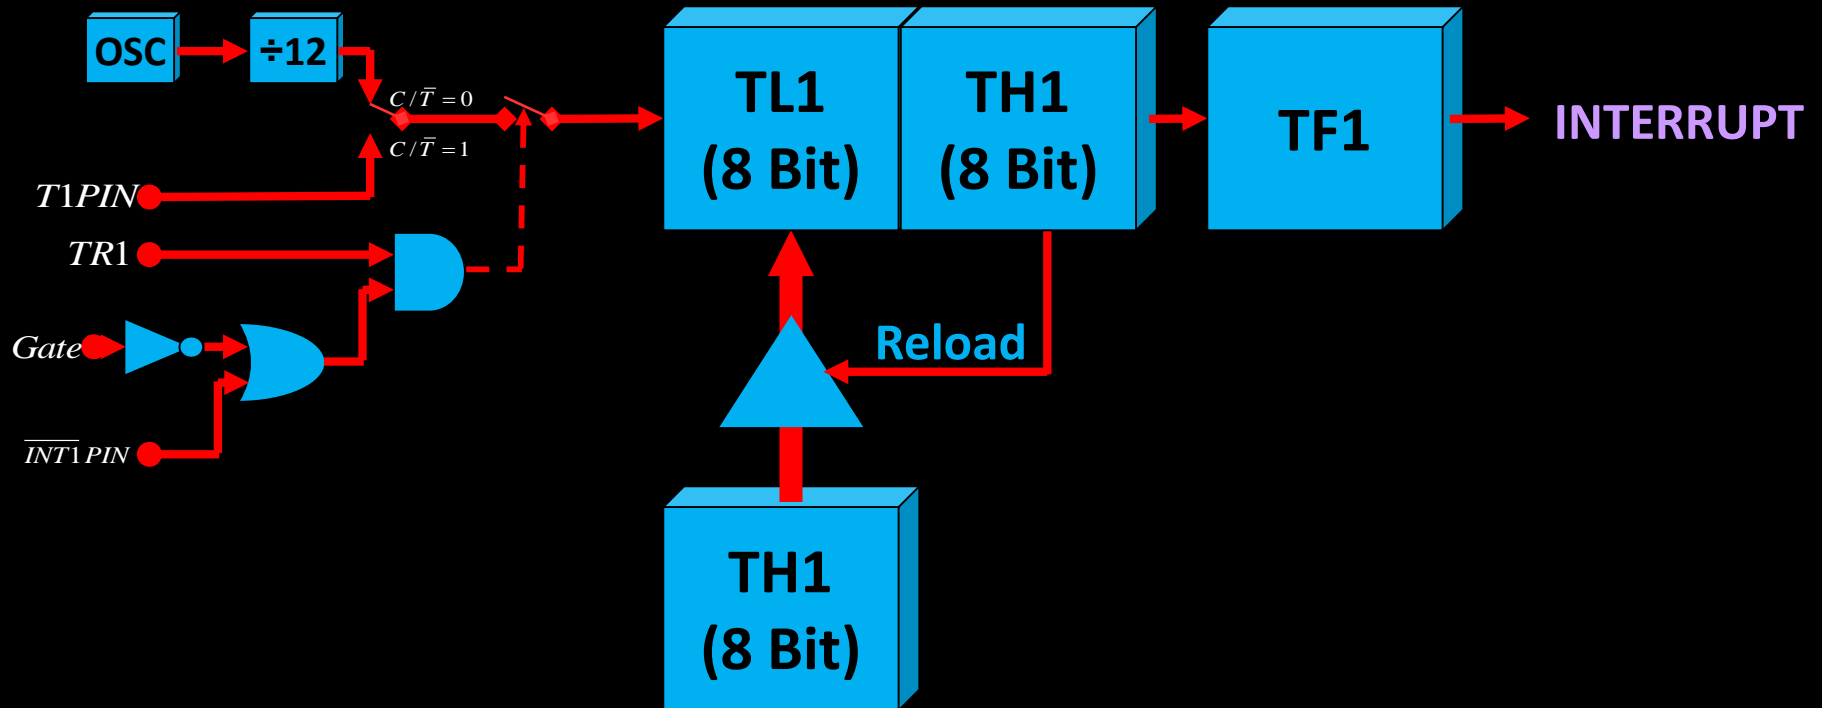 OSC
÷12
C/T̅ = 0
C/T̅ = 1
T1PIN
TR1
Gate
I̅N̅T̅1̅ PIN
TL1
(8 Bit)
TH1
(8 Bit)
TF1
INTERRUPT
Reload
TH1
(8 Bit)